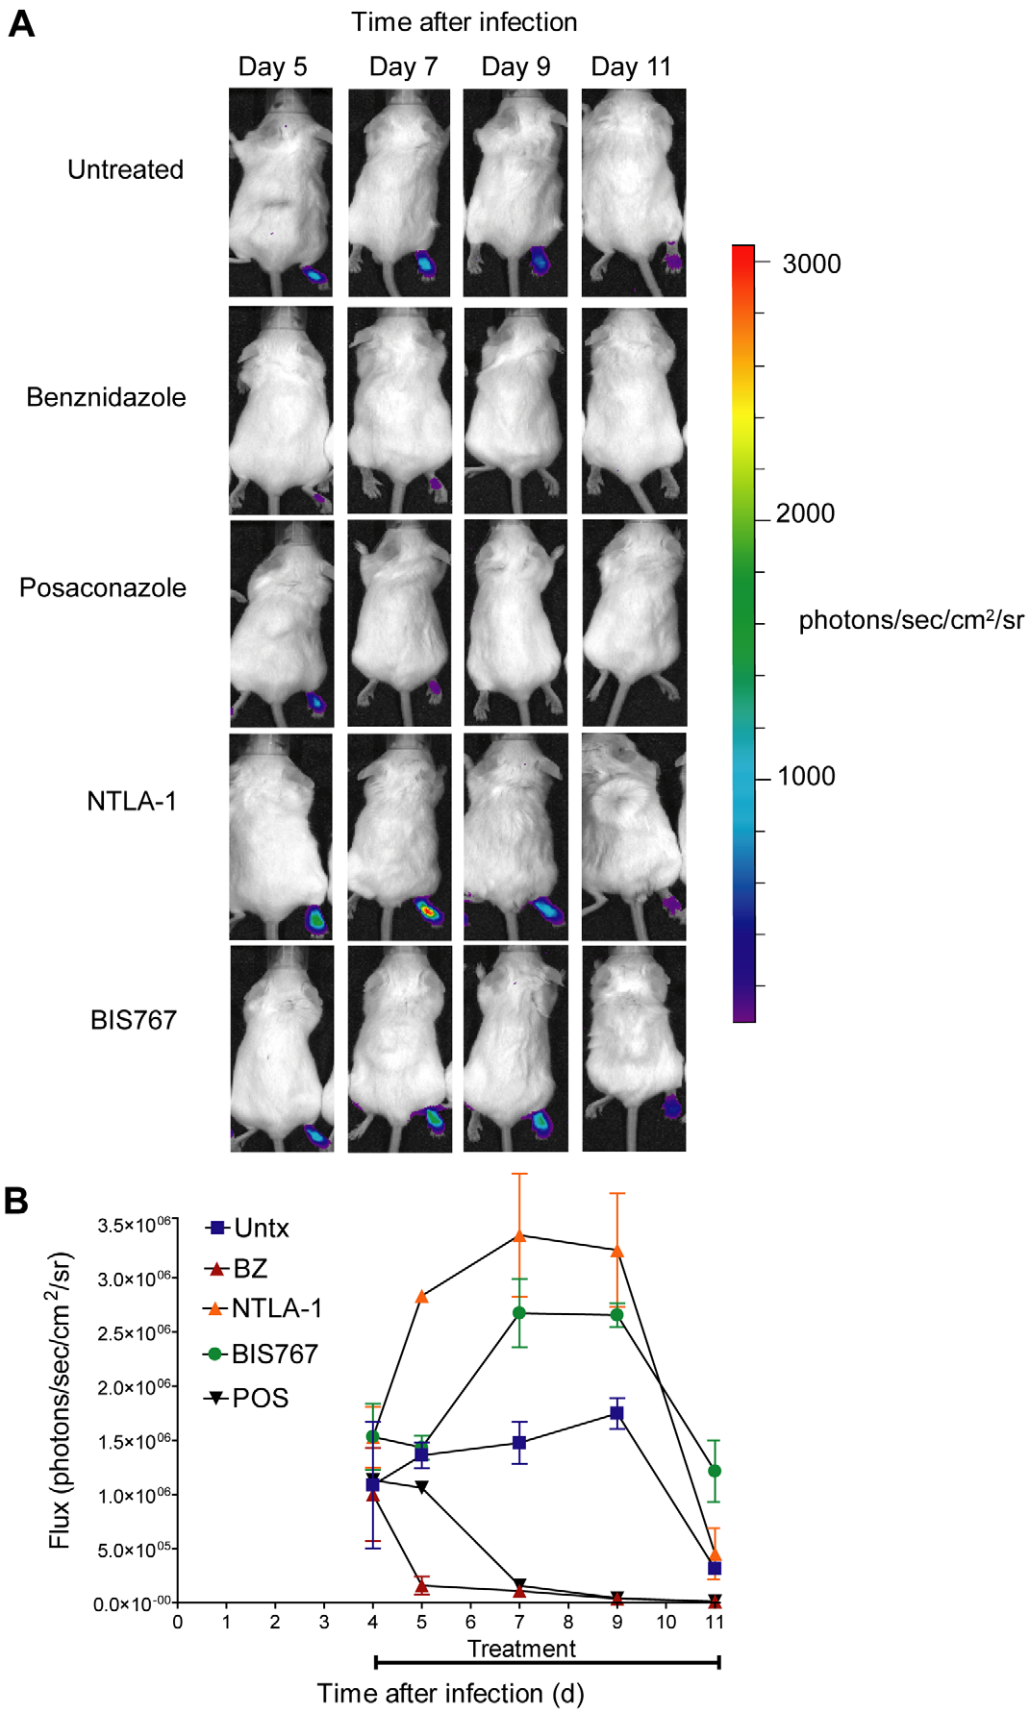 A
Time after infection
Day 5 Day 7 Day 9 Day 11
Untreated
Benznidazole
Posaconazole
NTLA-1
BIS767
3000
2000
photons/sec/cm²/sr
1000
B
Flux (photons/sec/cm²/sr)
3.5×10⁰⁶
3.0×10⁰⁶
2.5×10⁰⁶
2.0×10⁰⁶
1.5×10⁰⁶
1.0×10⁰⁶
5.0×10⁰⁵
0.0×10⁻⁰⁰
Untx
BZ
NTLA-1
BIS767
POS
0 1 2 3 4 5 6 7 8 9 10 11
Treatment
Time after infection (d)